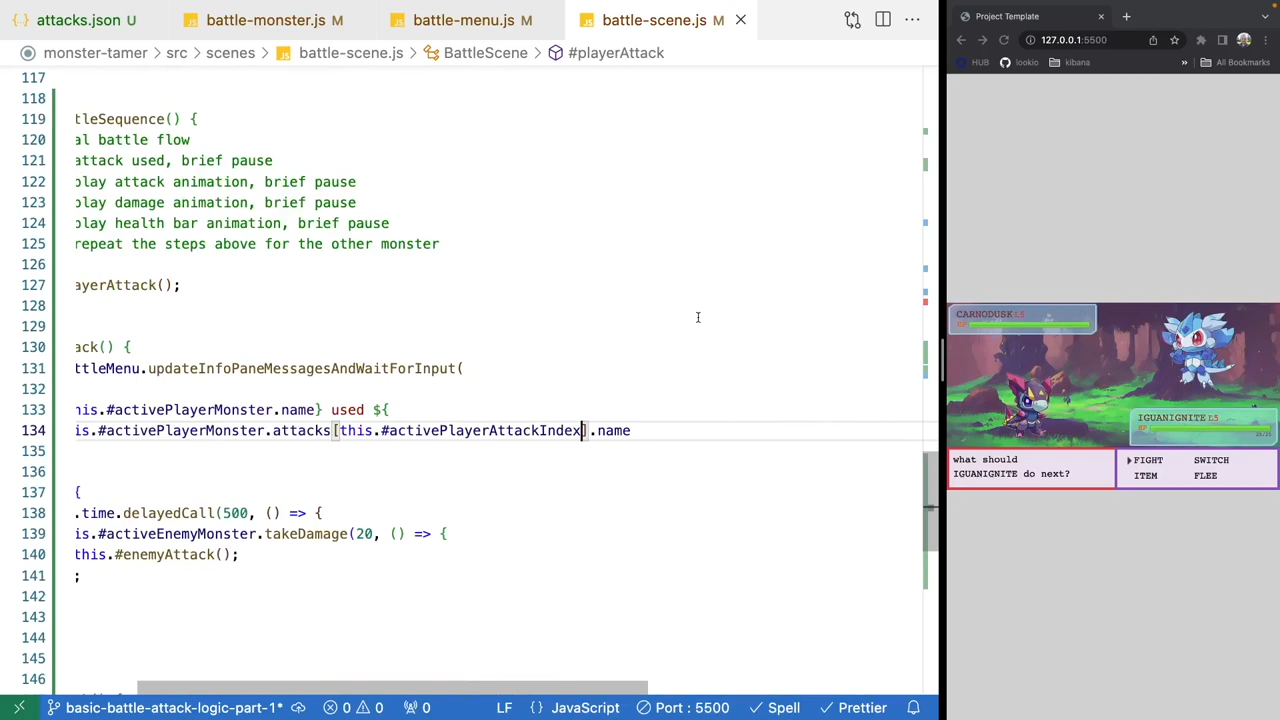 attacks.json U
battle-monster.js M
battle-menu.js M
battle-scene.js M
monster-tamer > src > scenes > battle-scene.js > BattleScene > #playerAttack
117
118
119 tleSequence() {
120 al battle flow
121 attack used, brief pause
122 play attack animation, brief pause
123 play damage animation, brief pause
124 play health bar animation, brief pause
125 repeat the steps above for the other monster
126
127 ayerAttack();
128
129
130 ack() {
131 ttleMenu.updateInfoPaneMessagesAndWaitForInput(
132
133 his.#activePlayerMonster.name} used ${
134 is.#activePlayerMonster.attacks[this.#activePlayerAttackIndex].name
135
136
137 {
138 .time.delayedCall(500, () => {
139 is.#activeEnemyMonster.takeDamage(20, () => {
140 this.#enemyAttack();
141 ;
142
143
144
145
146
basic-battle-attack-logic-part-1* 0 0 0 LF {} JavaScript Port : 5500 Spell Prettier
Project Template
127.0.0.1:5500
HUB lookio kibana » All Bookmarks
CARNODUSK L5
HP
IGUANIGNITE L5
HP
25/25
what should
IGUANIGNITE do next?
FIGHT SWITCH
ITEM FLEE